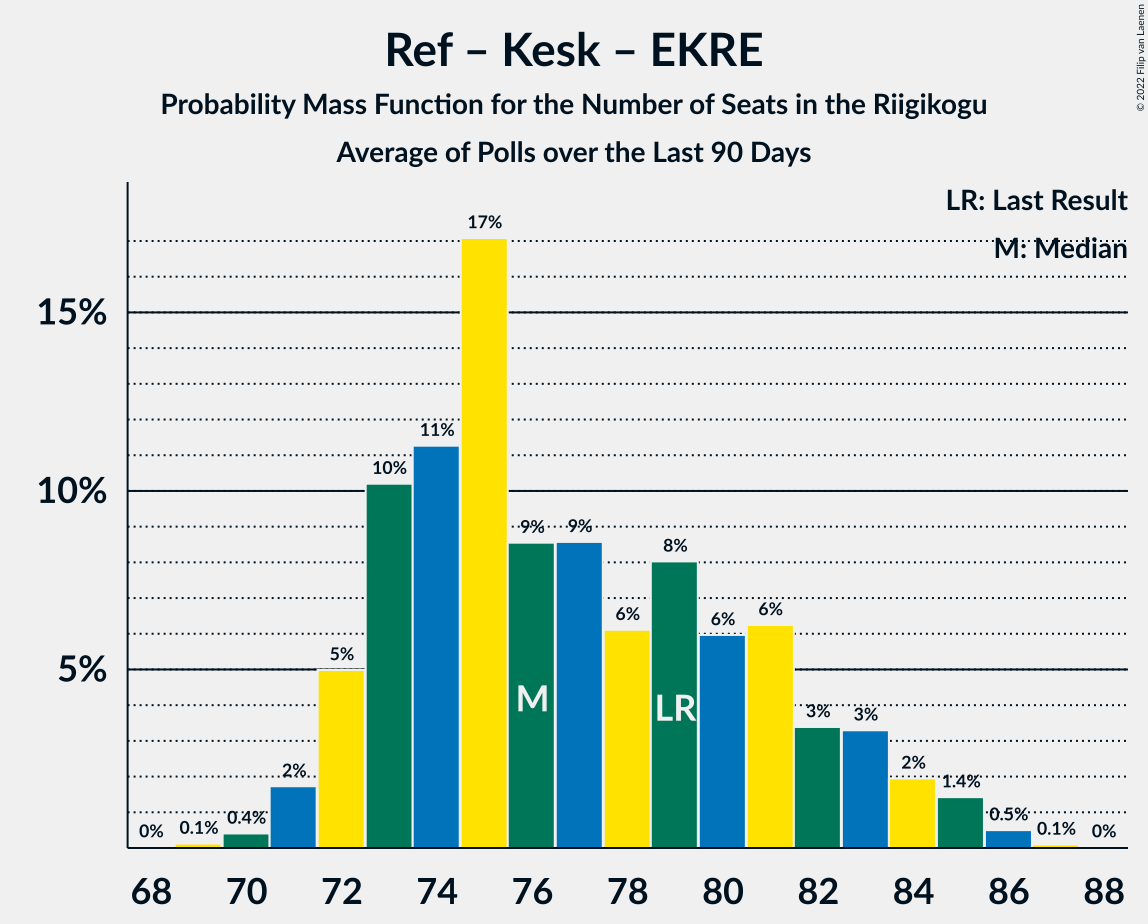 Ref – Kesk – EKRE
Probability Mass Function for the Number of Seats in the Riigikogu
Average of Polls over the Last 90 Days
© 2022 Filip van Laenen
LR: Last Result
M: Median
15%
10%
5%
0% 0.1% 0.4% 2% 5% 10% 11% 17% 9% 9% 6% 8% 6% 6% 3% 3% 2% 1.4% 0.5% 0.1% 0%
M LR
68 70 72 74 76 78 80 82 84 86 88